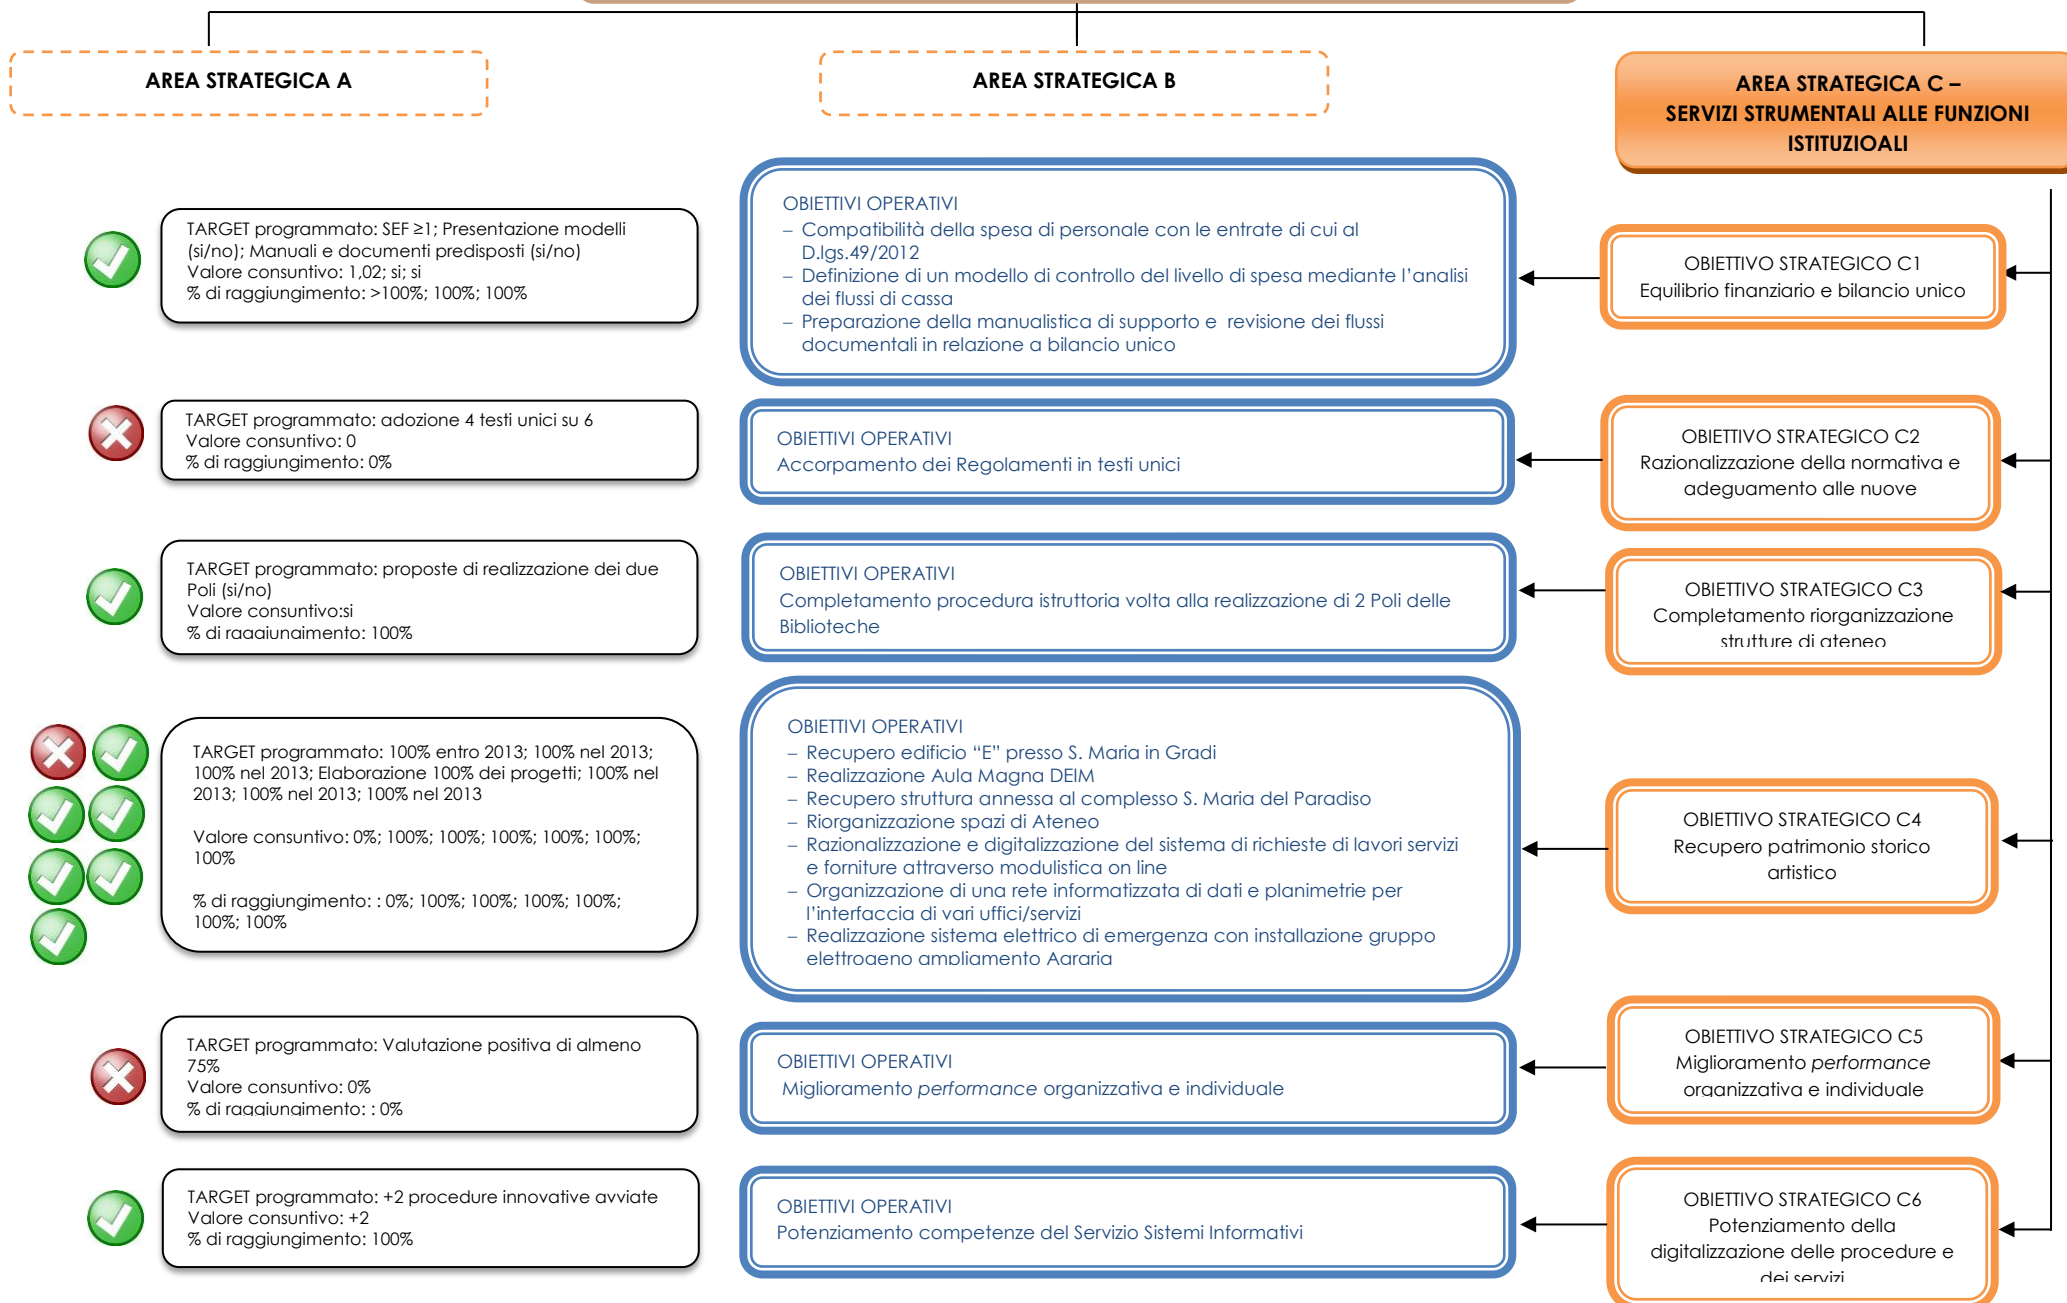 AREA STRATEGICA A
AREA STRATEGICA B
AREA STRATEGICA C –
SERVIZI STRUMENTALI ALLE FUNZIONI
ISTITUZIOALI
TARGET programmato: SEF ≥1; Presentazione modelli
(si/no); Manuali e documenti predisposti (si/no)
Valore consuntivo: 1,02; si; si
% di raggiungimento: >100%; 100%; 100%
OBIETTIVI OPERATIVI
– Compatibilità della spesa di personale con le entrate di cui al
D.lgs.49/2012
– Definizione di un modello di controllo del livello di spesa mediante l'analisi
dei flussi di cassa
– Preparazione della manualistica di supporto e revisione dei flussi
documentali in relazione a bilancio unico
OBIETTIVO STRATEGICO C1
Equilibrio finanziario e bilancio unico
TARGET programmato: adozione 4 testi unici su 6
Valore consuntivo: 0
% di raggiungimento: 0%
OBIETTIVI OPERATIVI
Accorpamento dei Regolamenti in testi unici
OBIETTIVO STRATEGICO C2
Razionalizzazione della normativa e
adeguamento alle nuove
TARGET programmato: proposte di realizzazione dei due
Poli (si/no)
Valore consuntivo:si
% di raggiungimento: 100%
OBIETTIVI OPERATIVI
Completamento procedura istruttoria volta alla realizzazione di 2 Poli delle
Biblioteche
OBIETTIVO STRATEGICO C3
Completamento riorganizzazione
strutture di ateneo
TARGET programmato: 100% entro 2013; 100% nel 2013;
100% nel 2013; Elaborazione 100% dei progetti; 100% nel
2013; 100% nel 2013; 100% nel 2013
Valore consuntivo: 0%; 100%; 100%; 100%; 100%; 100%;
100%
% di raggiungimento: : 0%; 100%; 100%; 100%; 100%;
100%; 100%
OBIETTIVI OPERATIVI
– Recupero edificio “E” presso S. Maria in Gradi
– Realizzazione Aula Magna DEIM
– Recupero struttura annessa al complesso S. Maria del Paradiso
– Riorganizzazione spazi di Ateneo
– Razionalizzazione e digitalizzazione del sistema di richieste di lavori servizi
e forniture attraverso modulistica on line
– Organizzazione di una rete informatizzata di dati e planimetrie per
l'interfaccia di vari uffici/servizi
– Realizzazione sistema elettrico di emergenza con installazione gruppo
elettrogeno ampliamento Agraria
OBIETTIVO STRATEGICO C4
Recupero patrimonio storico
artistico
TARGET programmato: Valutazione positiva di almeno
75%
Valore consuntivo: 0%
% di raggiungimento: : 0%
OBIETTIVI OPERATIVI
Miglioramento performance organizzativa e individuale
OBIETTIVO STRATEGICO C5
Miglioramento performance
organizzativa e individuale
TARGET programmato: +2 procedure innovative avviate
Valore consuntivo: +2
% di raggiungimento: 100%
OBIETTIVI OPERATIVI
Potenziamento competenze del Servizio Sistemi Informativi
OBIETTIVO STRATEGICO C6
Potenziamento della
digitalizzazione delle procedure e
dei servizi